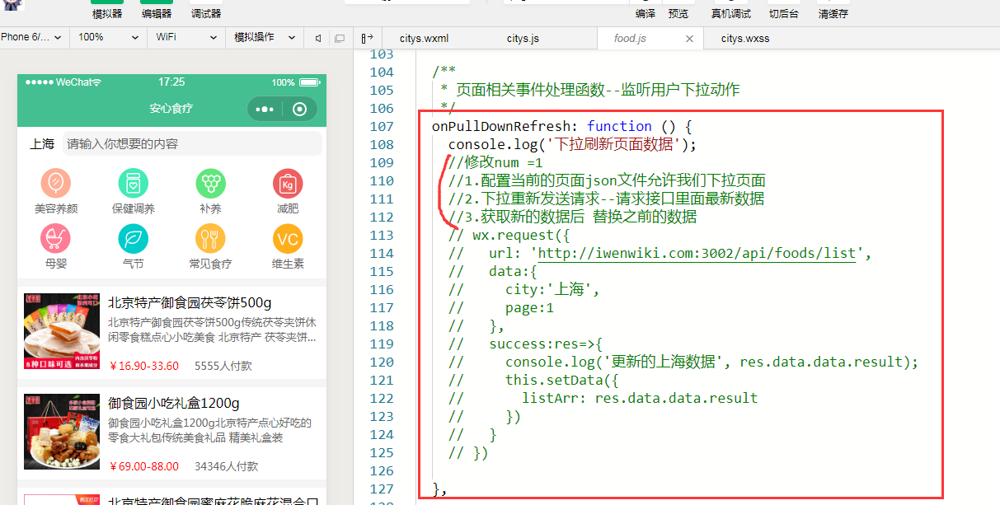 模拟器 编辑器 调试器 编译 预览 真机调试 切后台 清缓存
Phone 6/... 100% WiFi 模拟操作 citys.wxml citys.js food.js citys.wxss
WeChat 17:25 100%
安心食疗
上海 请输入你想要的内容
美容养颜 保健调养 补养 减肥
Kg
母婴 气节 常见食疗 维生素
VC
北京特产御食园茯苓饼500g
北京特产御食园茯苓饼500g传统茯苓夹饼休
闲零食糕点心小吃美食 北京特产 茯苓夹饼...
8种口味可选
￥16.90-33.60 5555人付款
御食园小吃礼盒1200g
御食园小吃礼盒1200g北京特产点心好吃的
零食大礼包传统美食礼品 精美礼盒装
￥69.00-88.00 34346人付款
北京特产御食园蜜麻花脆麻花混合口
103
104 /**
105 * 页面相关事件处理函数--监听用户下拉动作
106 */
107 onPullDownRefresh: function () {
108 console.log('下拉刷新页面数据');
109 //修改num =1
110 //1.配置当前的页面json文件允许我们下拉页面
111 //2.下拉重新发送请求--请求接口里面最新数据
112 //3.获取新的数据后 替换之前的数据
113 // wx.request({
114 // url: 'http://iwenwiki.com:3002/api/foods/list',
115 // data:{
116 // city:'上海',
117 // page:1
118 // },
119 // success:res=>{
120 // console.log('更新的上海数据', res.data.data.result);
121 // this.setData({
122 // listArr: res.data.data.result
123 // })
124 // }
125 // })
126
127 },
128